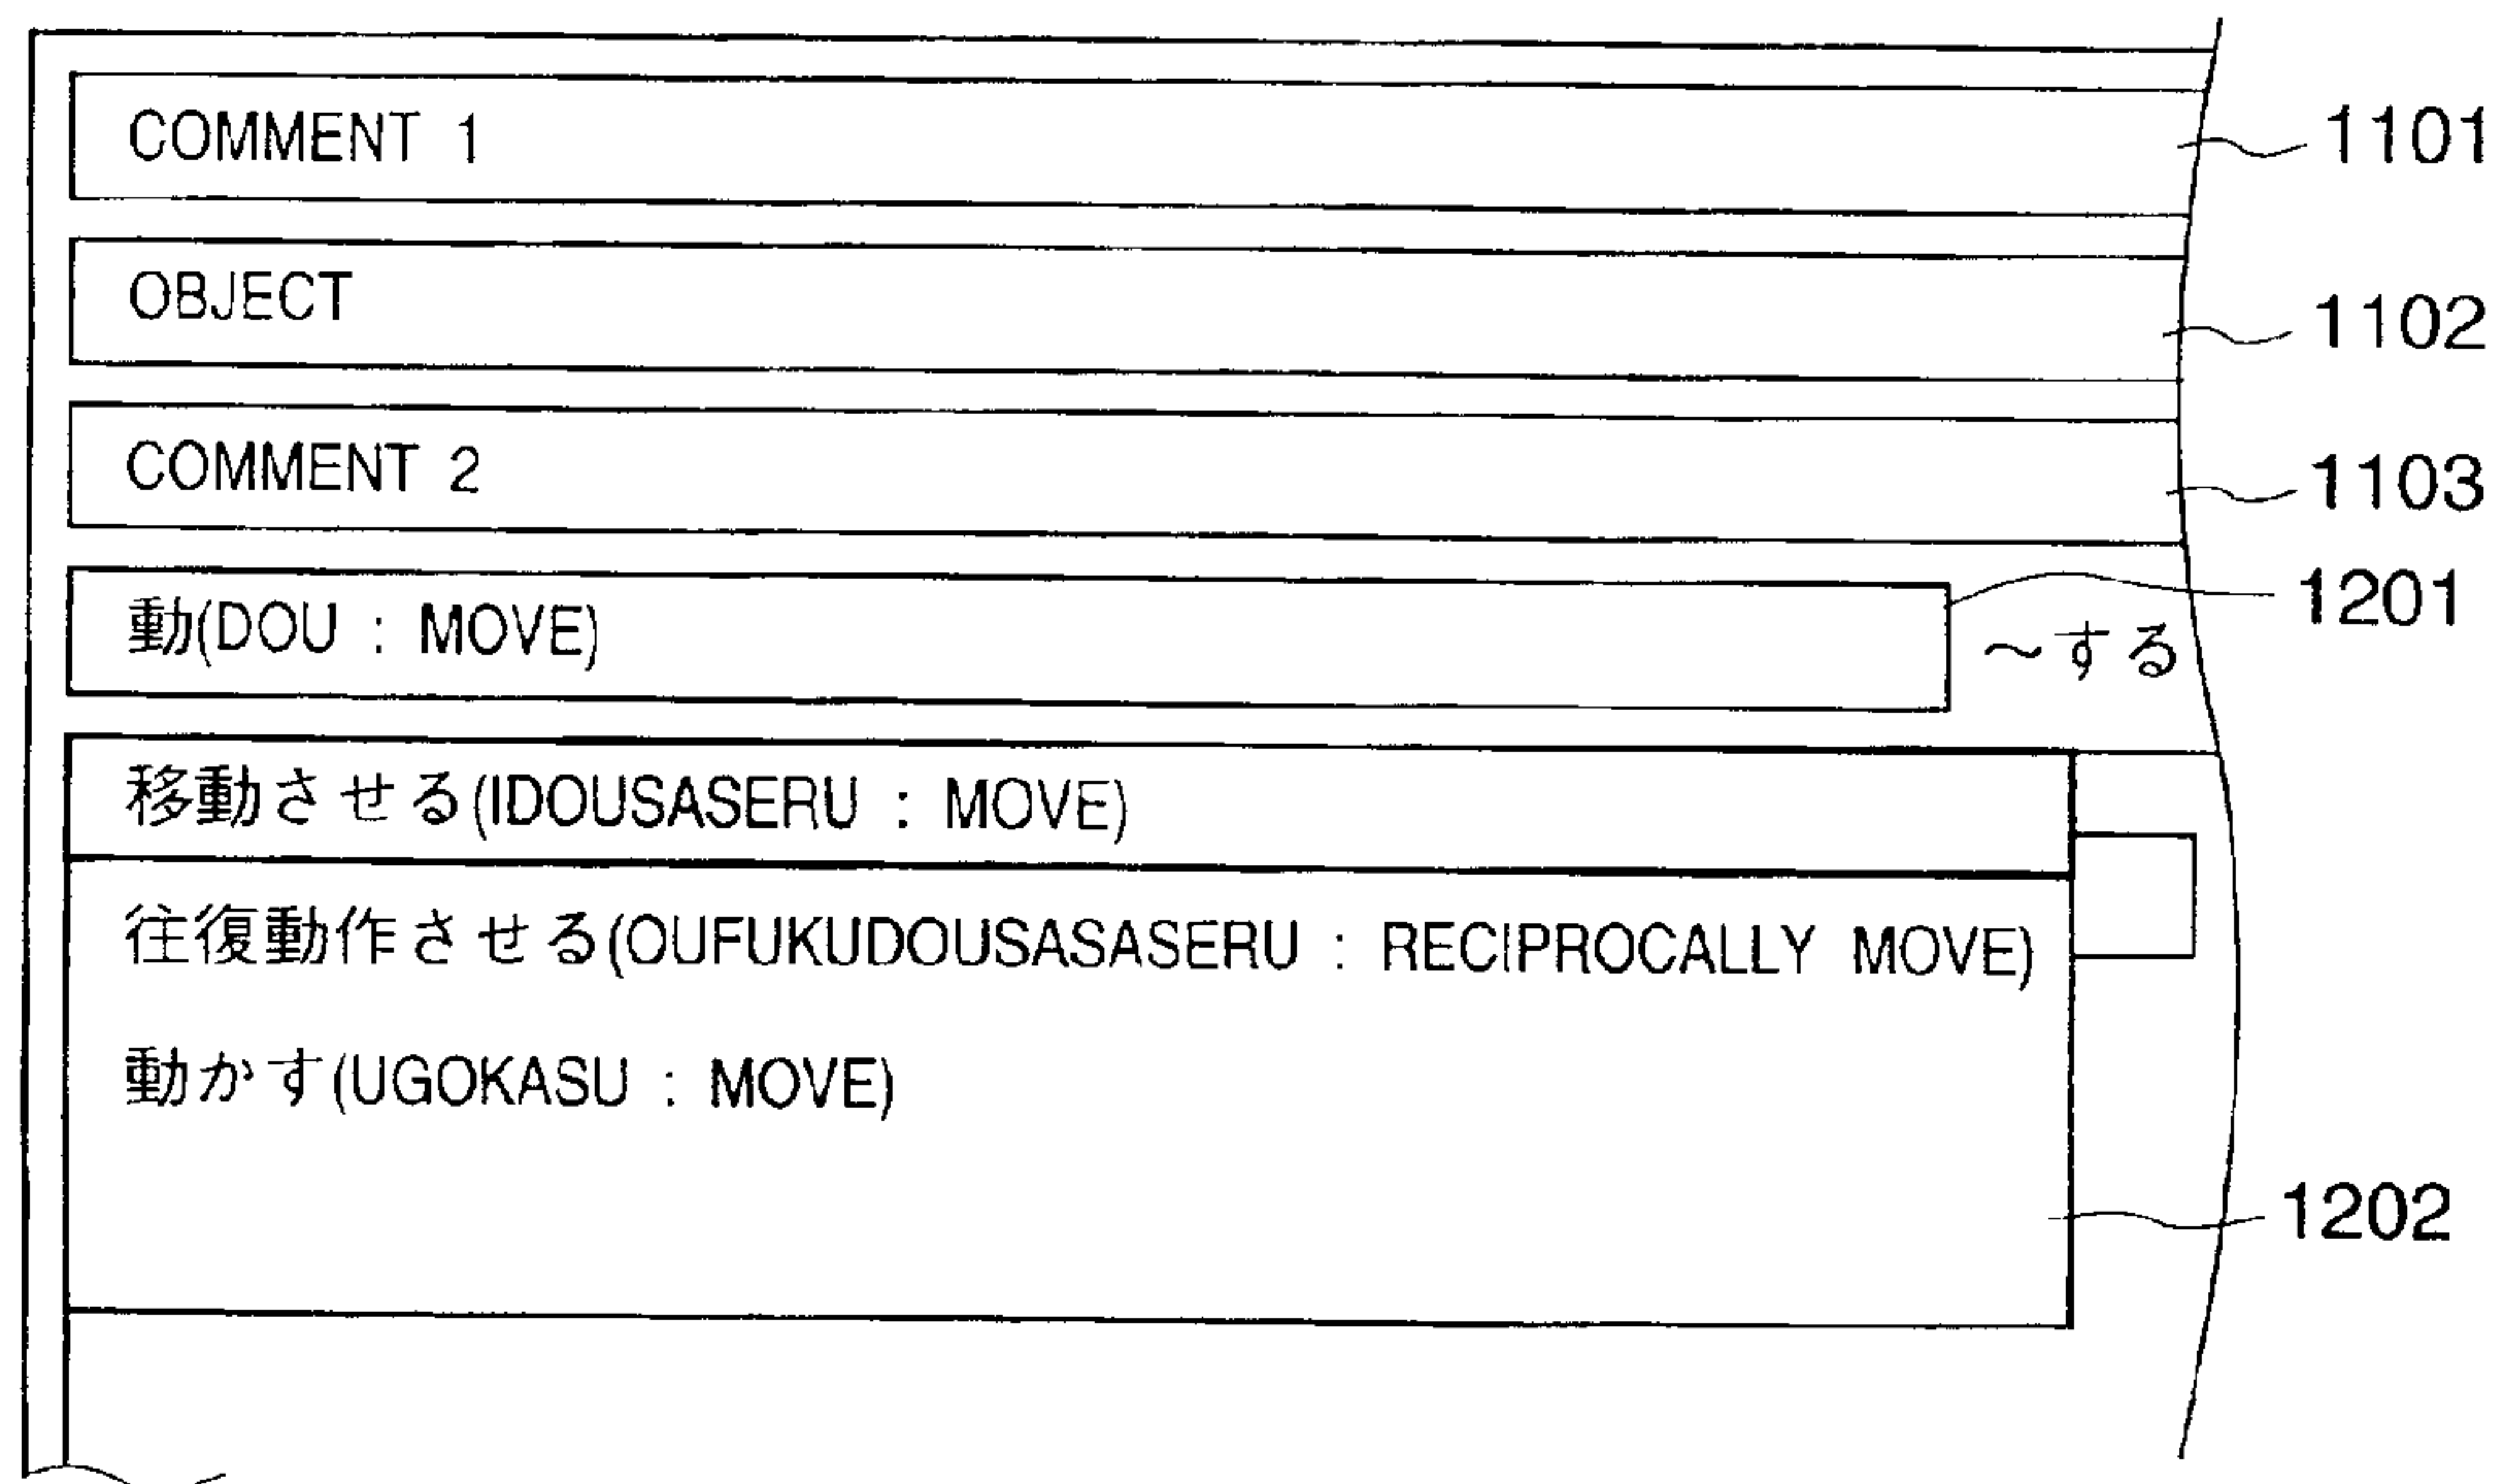 COMMENT 1 1101
OBJECT 1102
COMMENT 2 1103
動(DOU : MOVE) ～する 1201
移動させる(IDOUSASERU : MOVE)
往復動作させる(OUFUKUDOUSASASERU : RECIPROCALLY MOVE)
動かす(UGOKASU : MOVE)
1202